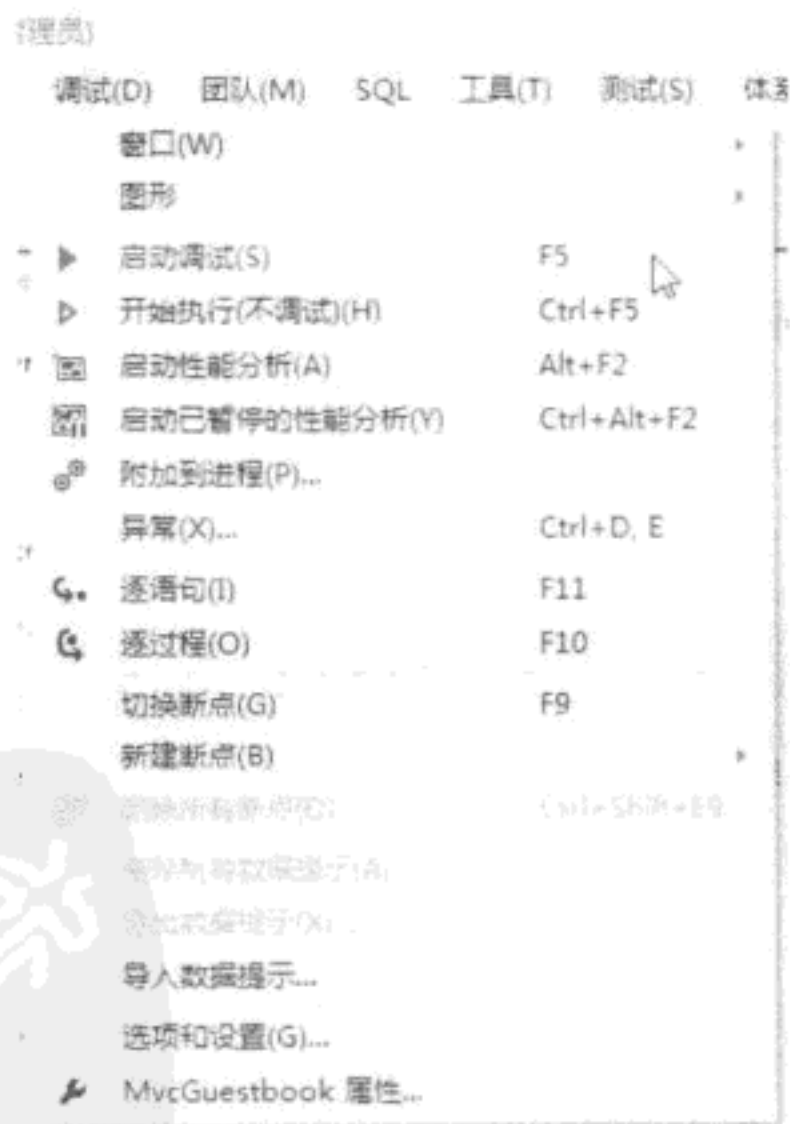 理员)
调试(D) 团队(M) SQL 工具(T) 测试(S) 体系
窗口(W)
图形
启动调试(S) F5
开始执行(不调试)(H) Ctrl+F5
启动性能分析(A) Alt+F2
启动已暂停的性能分析(Y) Ctrl+Alt+F2
附加到进程(P)...
异常(X)... Ctrl+D, E
逐语句(I) F11
逐过程(O) F10
切换断点(G) F9
新建断点(B)
导入数据提示...
选项和设置(G)...
MvcGuestbook 属性...